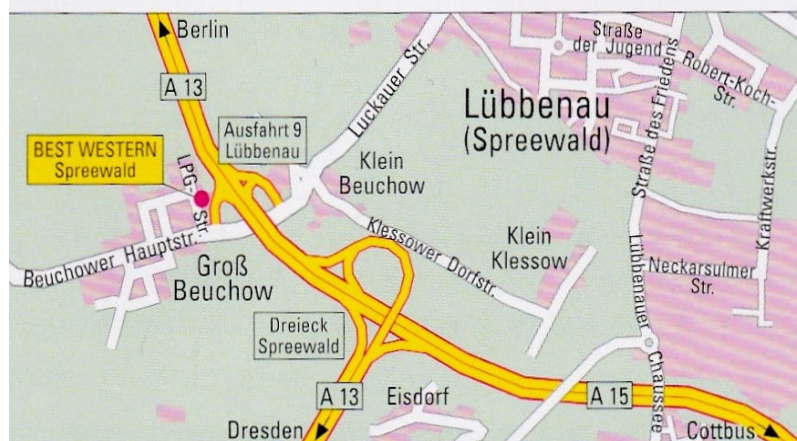 Berlin
Straße
der Jugend
A 13
Luckauer Str.
Robert-Koch-
Str.
Lübbenau
(Spreewald)
Straße des Friedens
Ausfahrt 9
Lübbenau
BEST WESTERN
Spreewald
LPG-
Str.
Klein
Beuchow
Kraftwerkstr.
Beuchower Hauptstr.
Klessower Dorfstr.
Klein
Klessow
Groß
Beuchow
Neckarsulmer
Str.
Lübbenauer
Chaussee
Dreieck
Spreewald
A 13
Eisdorf
A 15
Dresden
Cottbus